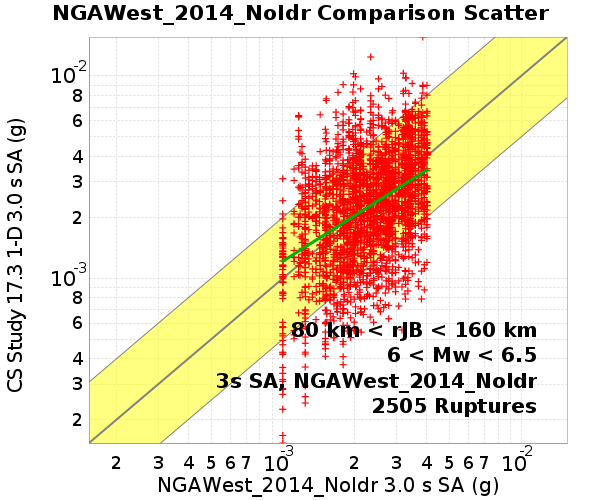 NGAWest_2014_NoIdr Comparison Scatter
CS Study 17.3 1-D 3.0 s SA (g)
10^-2
8
6
4
3
2
10^-3
8
6
4
3
2
80 km < rJB < 160 km
6 < Mw < 6.5
3s SA, NGAWest_2014_NoIdr
2505 Ruptures
2 3 4 5 6 7 10^-3 2 3 4 5 6 7 10^-2
NGAWest_2014_NoIdr 3.0 s SA (g)